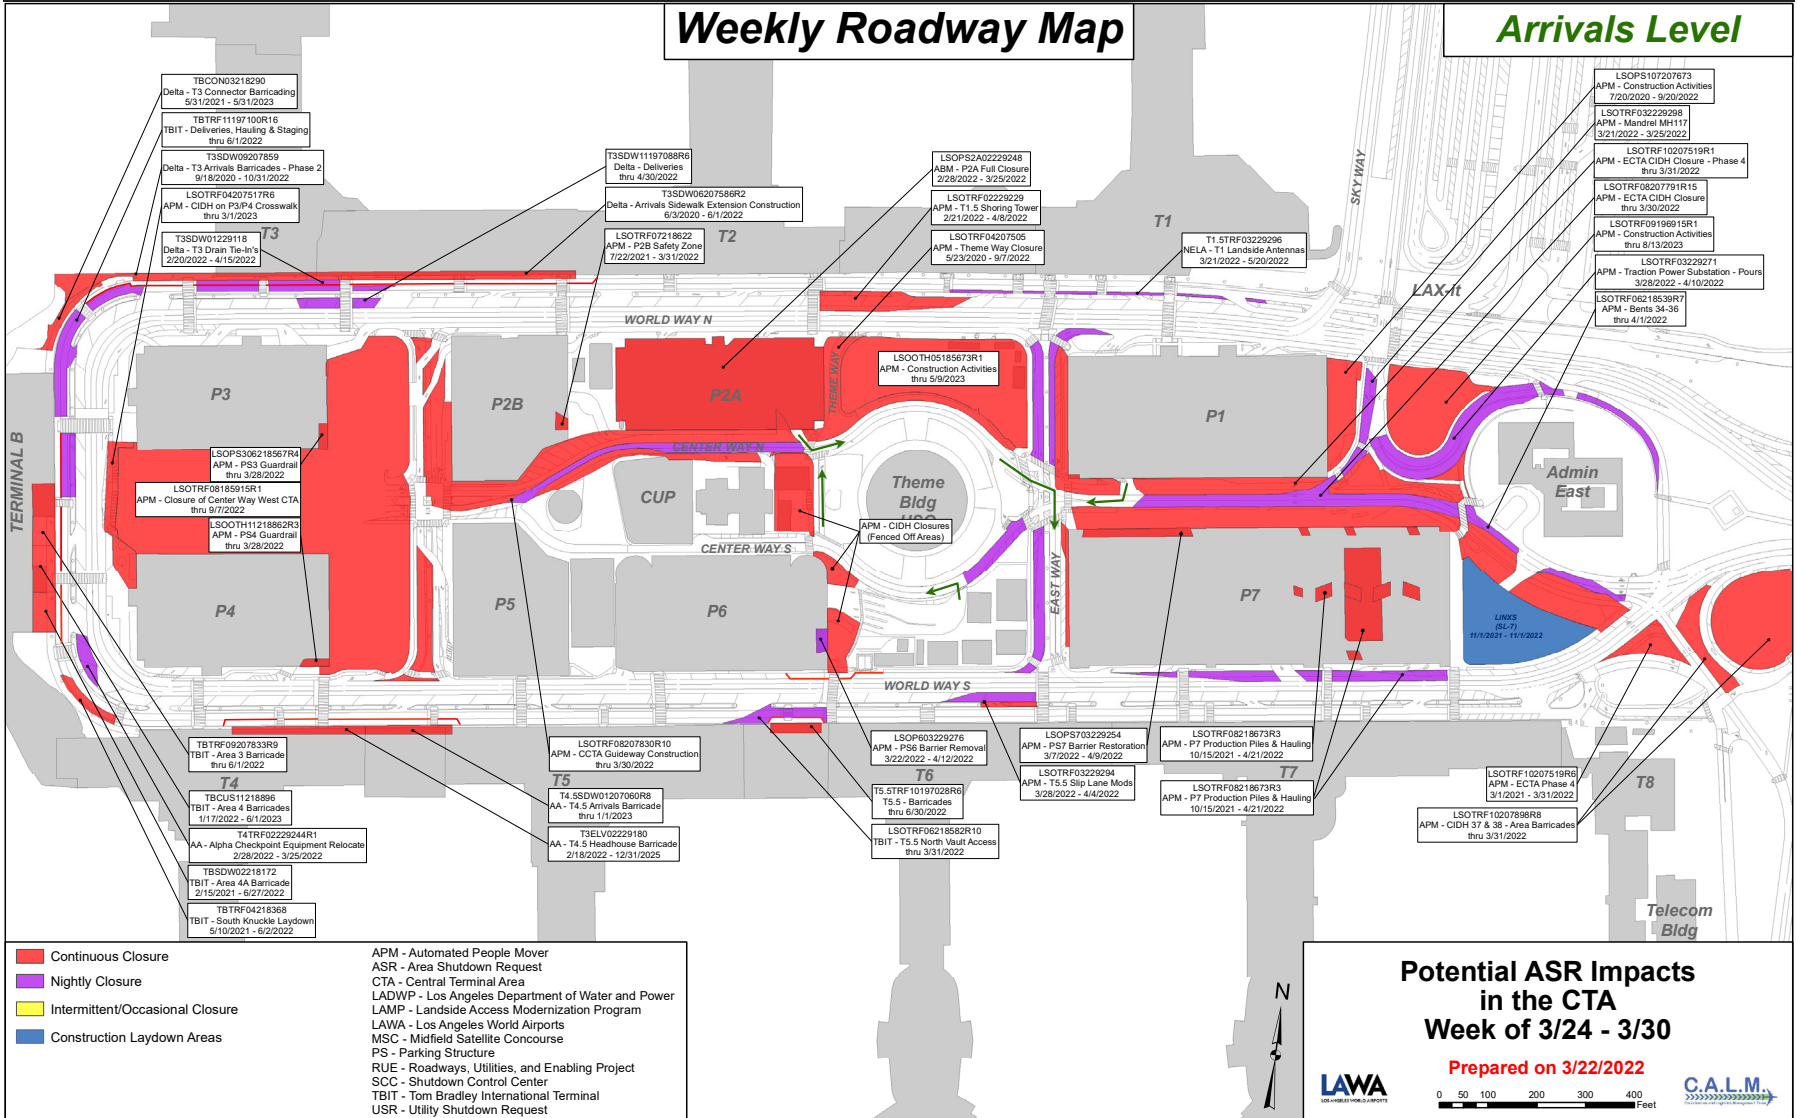 Weekly Roadway Map
Arrivals Level
TBCON03218290
Delta - T3 Connector Barricading
5/31/2021 - 5/31/2023
TBTRF11197100R16
TBIT - Deliveries, Hauling & Staging
thru 6/1/2022
T3SDW09207859
Delta - T3 Arrivals Barricades - Phase 2
9/18/2020 - 10/31/2022
LSOTRF04207517R6
APM - CIDH on P3/P4 Crosswalk
thru 3/1/2023
T3SDW01229118
Delta - T3 Drain Tie-In's
2/20/2022 - 4/15/2022
T3
T3SDW11197088R6
Delta - Deliveries
thru 4/30/2022
T3SDW06207586R2
Delta - Arrivals Sidewalk Extension Construction
6/3/2020 - 6/1/2022
LSOTRF07218622
APM - P2B Safety Zone
7/22/2021 - 3/31/2022
T2
LSOPS2A02229248
ABM - P2A Full Closure
2/28/2022 - 3/25/2022
LSOTRF02229229
APM - T1.5 Shoring Tower
2/21/2022 - 4/8/2022
LSOTRF04207505
APM - Theme Way Closure
5/23/2020 - 9/7/2022
T1
T1.5TRF03229296
NELA - T1 Landside Antennas
3/21/2022 - 5/20/2022
SKY WAY
LAX-it
LSOPS107207673
APM - Construction Activities
7/20/2020 - 9/20/2022
LSOTRF032229298
APM - Mandrel MH117
3/21/2022 - 3/25/2022
LSOTRF10207519R1
APM - ECTA CIDH Closure - Phase 4
thru 3/31/2022
LSOTRF08207791R15
APM - ECTA CIDH Closure
thru 3/30/2022
LSOTRF09196915R1
APM - Construction Activities
thru 8/13/2023
LSOTRF03229271
APM - Traction Power Substation - Pours
3/28/2022 - 4/10/2022
LSOTRF06218539R7
APM - Bents 34-36
thru 4/1/2022
WORLD WAY N
P3
P2B
P2A
THEME WAY
LSOOTH05185673R1
APM - Construction Activities
thru 5/9/2023
P1
CENTER WAY N
TERMINAL B
LSOPS306218567R4
APM - PS3 Guardrail
thru 3/28/2022
LSOTRF08185915R1
APM - Closure of Center Way West CTA
thru 9/7/2022
LSOOTH11218862R3
APM - PS4 Guardrail
thru 3/28/2022
CUP
Theme
Bldg
USO
APM - CIDH Closures
(Fenced Off Areas)
Admin
East
CENTER WAY S
EAST WAY
P4
P5
P6
P7
LINXS
(SL-7)
11/1/2021 - 11/1/2022
WORLD WAY S
TBTRF09207833R9
TBIT - Area 3 Barricade
thru 6/1/2022
T4
TBCUS11218896
TBIT - Area 4 Barricades
1/17/2022 - 6/1/2023
T4TRF02229244R1
AA - Alpha Checkpoint Equipment Relocate
2/28/2022 - 3/25/2022
TBSDW02218172
TBIT - Area 4A Barricade
2/15/2021 - 6/27/2022
TBTRF04218368
TBIT - South Knuckle Laydown
5/10/2021 - 6/2/2022
LSOTRF08207830R10
APM - CCTA Guideway Construction
thru 3/30/2022
T5
T4.5SDW01207060R8
AA - T4.5 Arrivals Barricade
thru 1/1/2023
T3ELV02229180
AA - T4.5 Headhouse Barricade
2/18/2022 - 12/31/2025
LSOP603229276
APM - PS6 Barrier Removal
3/22/2022 - 4/12/2022
T6
T5.5TRF10197028R6
T5.5 - Barricades
thru 6/30/2022
LSOTRF06218582R10
TBIT - T5.5 North Vault Access
thru 3/31/2022
LSOPS703229254
APM - PS7 Barrier Restoration
3/7/2022 - 4/9/2022
LSOTRF03229294
APM - T5.5 Slip Lane Mods
3/28/2022 - 4/4/2022
LSOTRF08218673R3
APM - P7 Production Piles & Hauling
10/15/2021 - 4/21/2022
T7
LSOTRF08218673R3
APM - P7 Production Piles & Hauling
10/15/2021 - 4/21/2022
LSOTRF10207519R6
APM - ECTA Phase 4
3/1/2021 - 3/31/2022
T8
LSOTRF10207898R8
APM - CIDH 37 & 38 - Area Barricades
thru 3/31/2022
Telecom
Bldg
Continuous Closure
Nightly Closure
Intermittent/Occasional Closure
Construction Laydown Areas
APM - Automated People Mover
ASR - Area Shutdown Request
CTA - Central Terminal Area
LADWP - Los Angeles Department of Water and Power
LAMP - Landside Access Modernization Program
LAWA - Los Angeles World Airports
MSC - Midfield Satellite Concourse
PS - Parking Structure
RUE - Roadways, Utilities, and Enabling Project
SCC - Shutdown Control Center
TBIT - Tom Bradley International Terminal
USR - Utility Shutdown Request
N
Potential ASR Impacts
in the CTA
Week of 3/24 - 3/30
Prepared on 3/22/2022
LAWA
LOS ANGELES WORLD AIRPORTS
0 50 100 200 300 400
Feet
C.A.L.M.